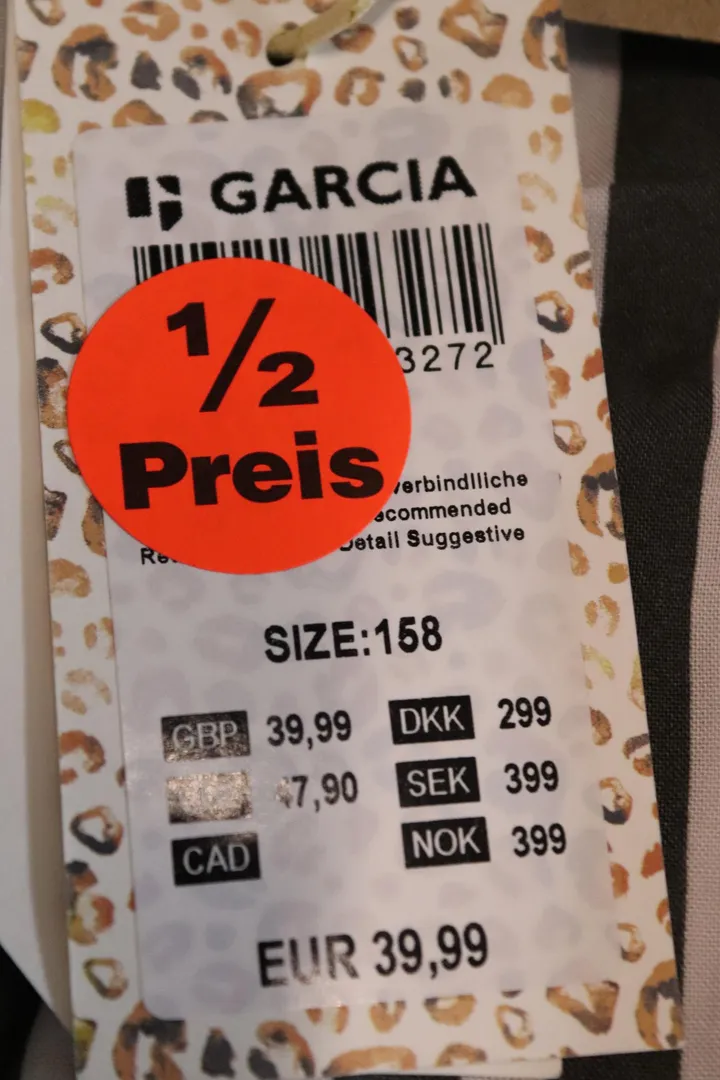 GARCIA
3272
1/2
Preis
verbindlliche
ecommended
Detail Suggestive
SIZE:158
GBP 39,99 DKK 299
7,90 SEK 399
CAD NOK 399
EUR 39,99